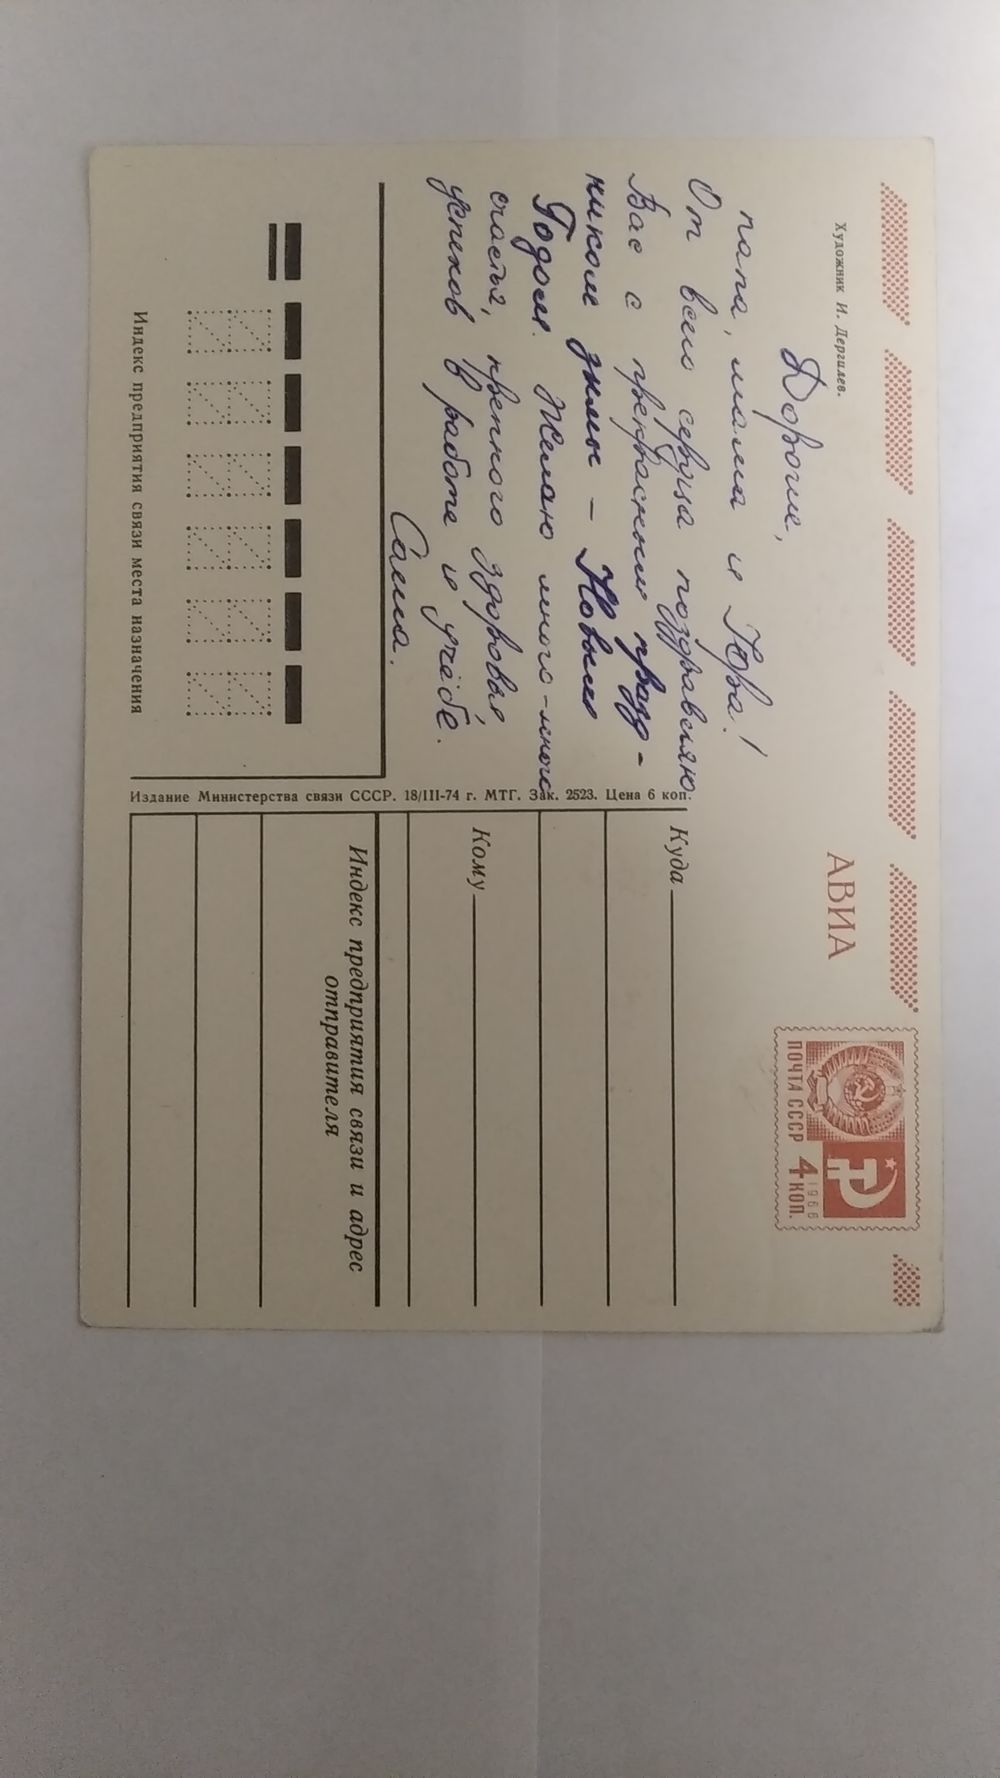 Художник И. Дергилев.
Дорогие,
папа, мама и Юра!
От всего сердца поздравляю
Вас с прекрасным празд-
ником зимы – Новым
Годом. Желаю много-много
счастья, крепного здоровья,
успехов в работе и учёбе.
Саша.
Индекс предприятия связи места назначения
Издание Министерства связи СССР. 18/III-74 г. МТГ. Зак. 2523. Цена 6 коп.
АВИА
ПОЧТА СССР
1966
4 КОП.
Куда
Кому
Индекс предприятия связи и адрес
отправителя